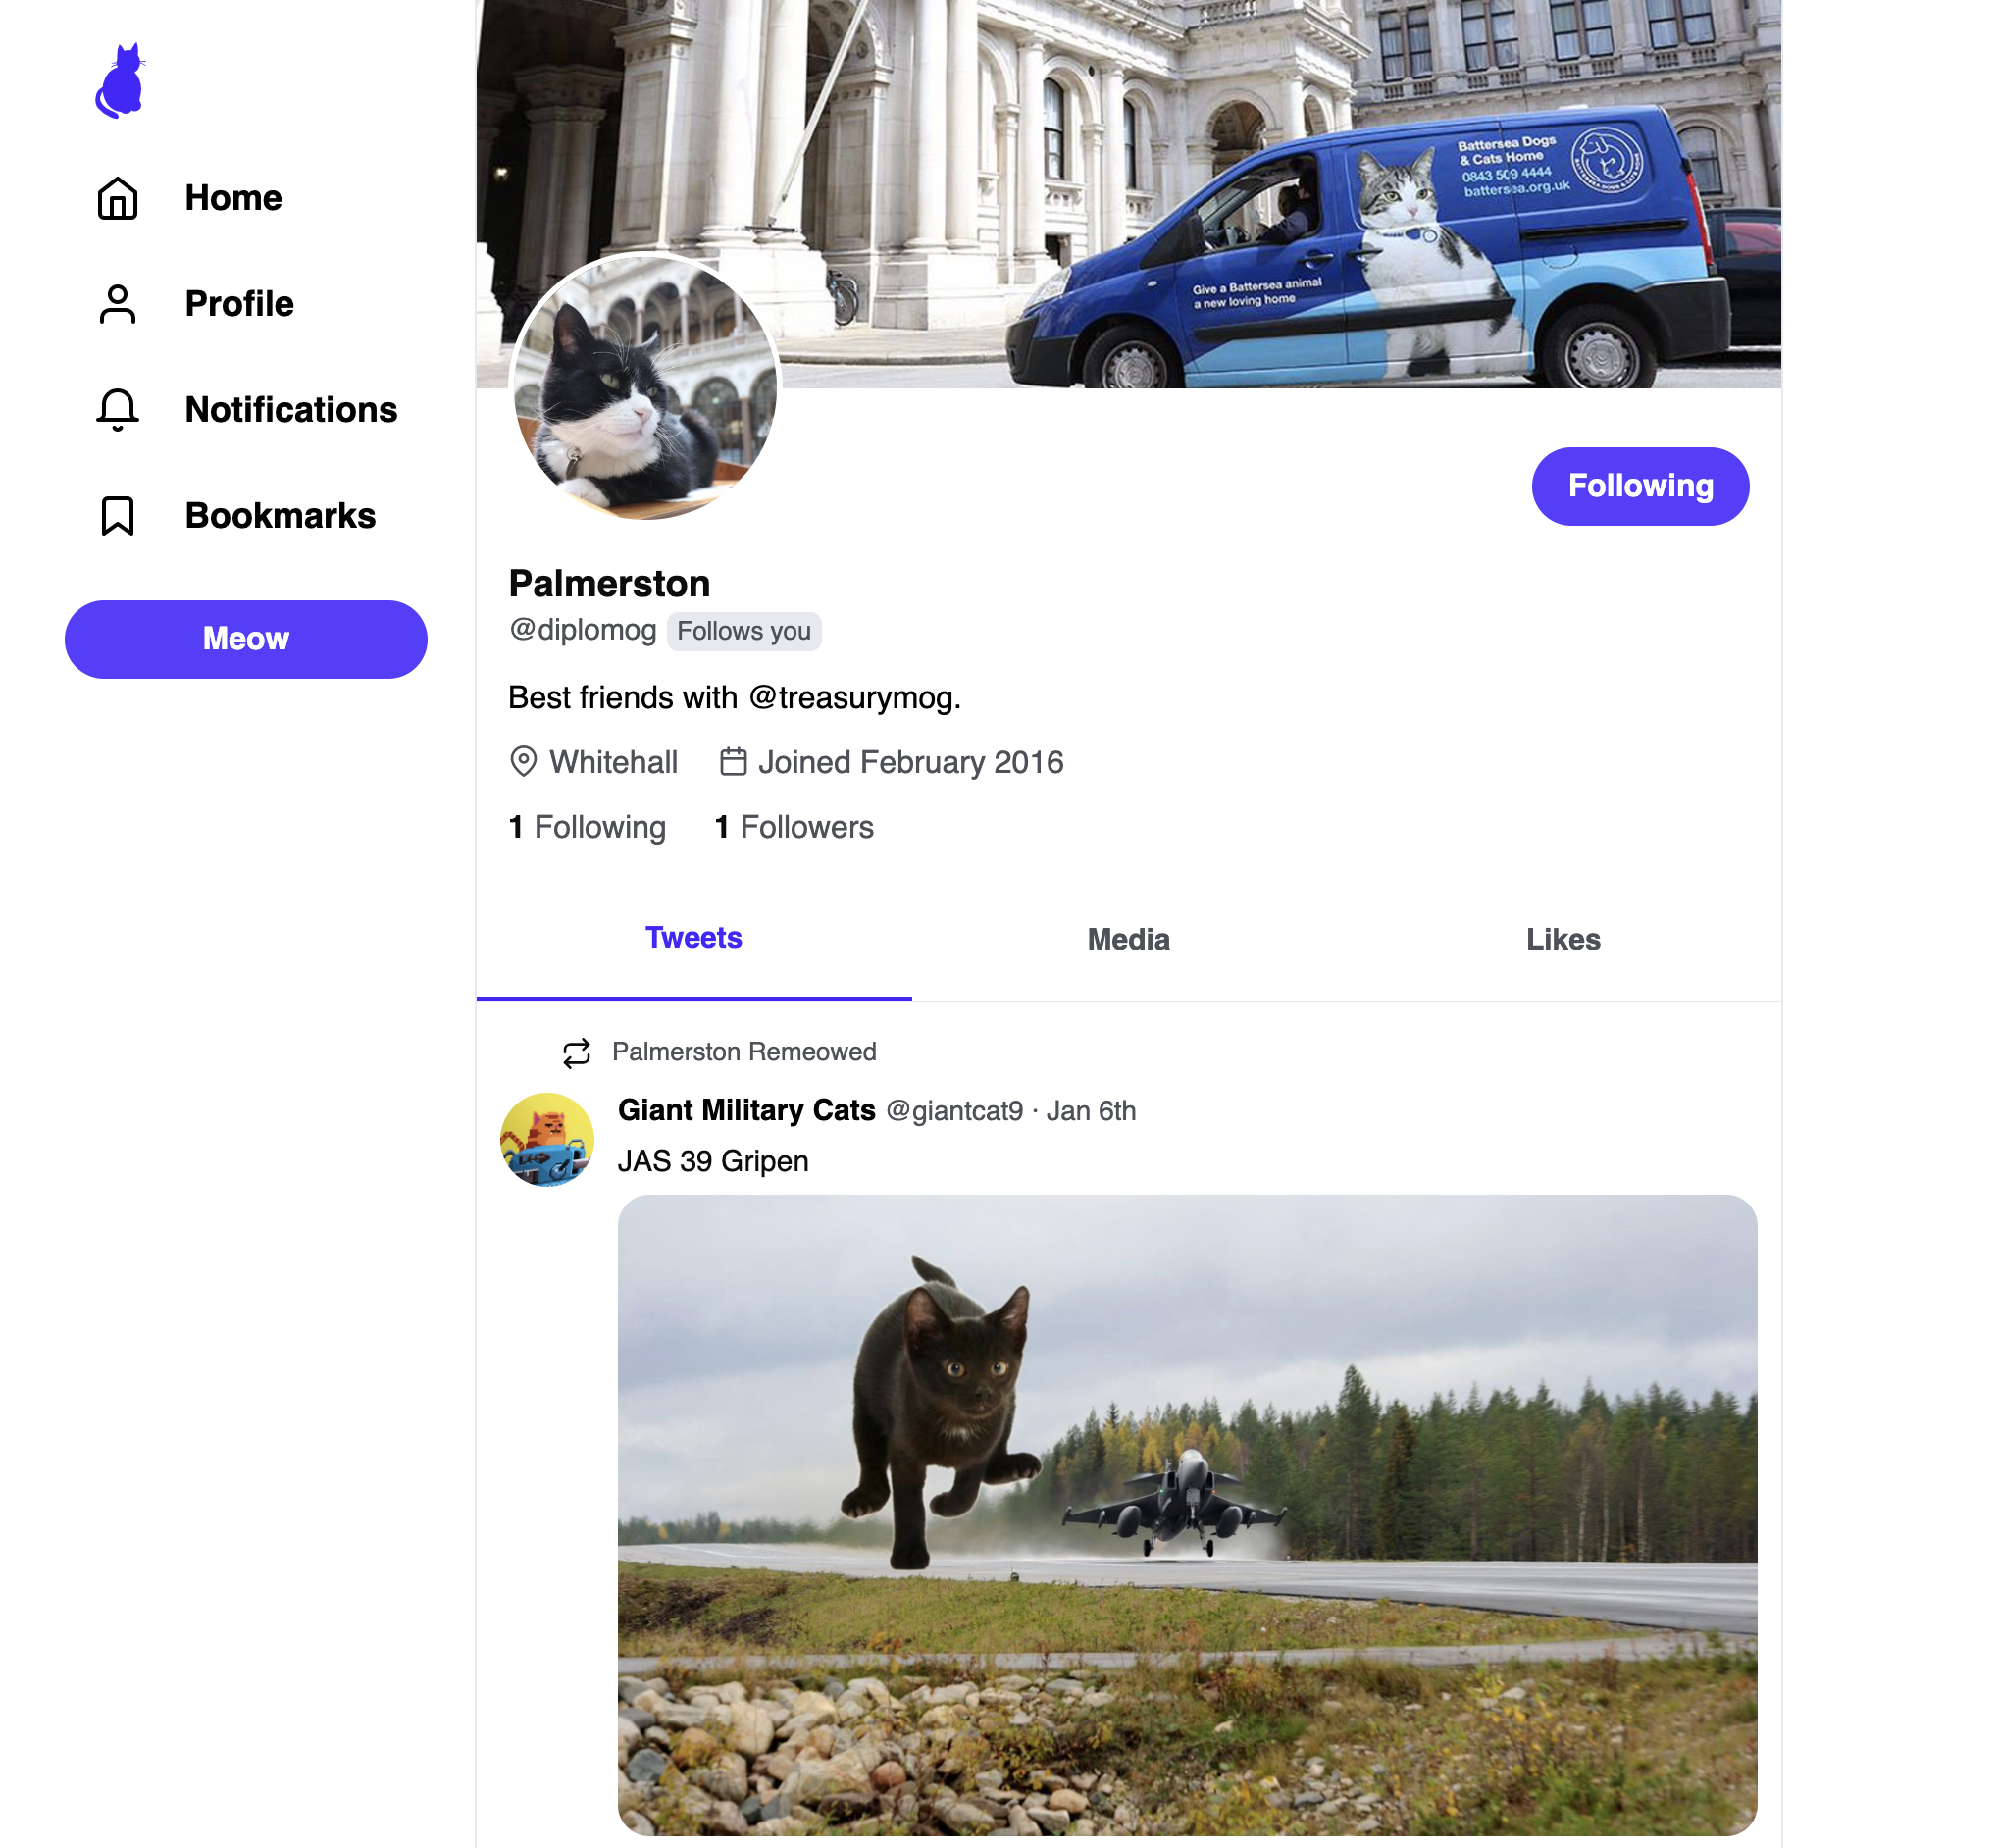 Home
Profile
Notifications
Bookmarks
Meow
Battersea Dogs
& Cats Home
0843 509 4444
battersea.org.uk
Give a Battersea animal
a new loving home
Following
Palmerston
@diplomog Follows you
Best friends with @treasurymog.
Whitehall Joined February 2016
1 Following 1 Followers
Tweets Media Likes
Palmerston Remeowed
Giant Military Cats @giantcat9 · Jan 6th
JAS 39 Gripen